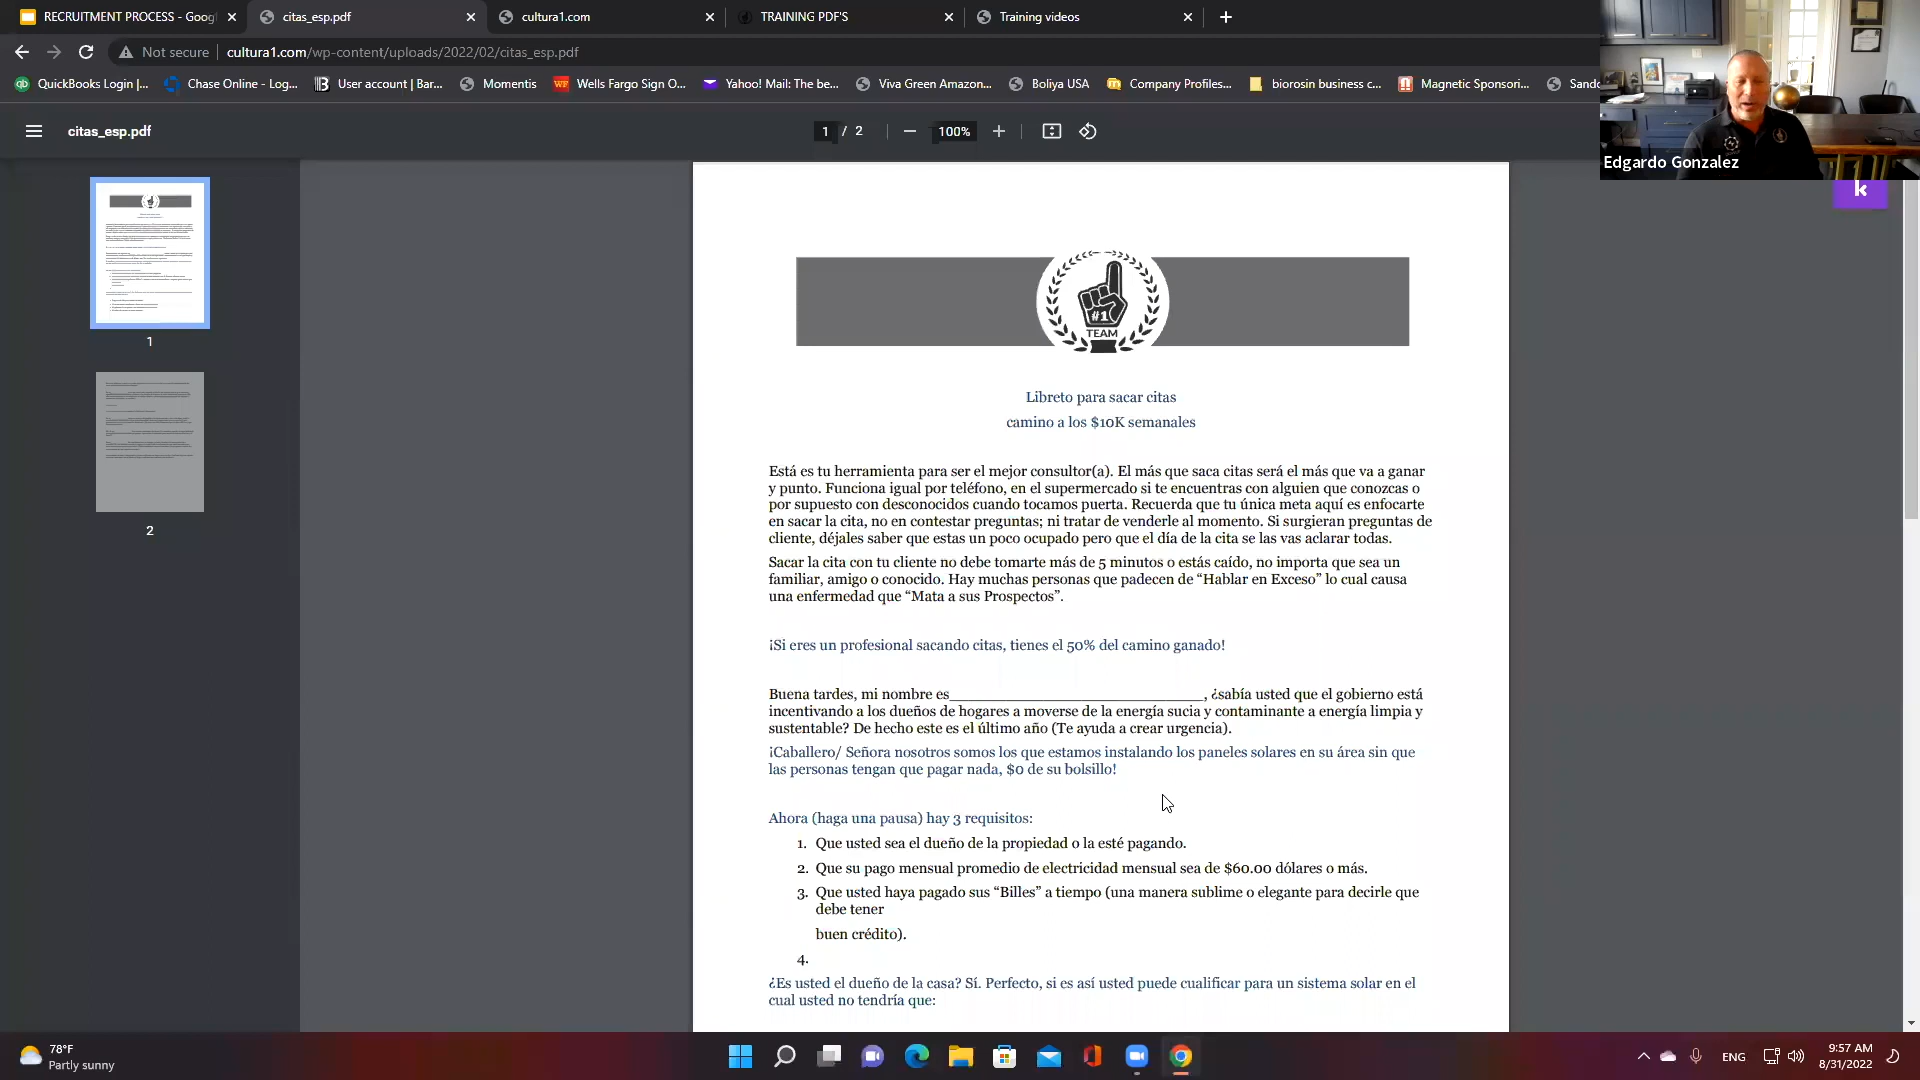 RECRUITMENT PROCESS - Goog
citas_esp.pdf
cultura1.com
TRAINING PDF'S
Training videos
Not secure
cultura1.com/wp-content/uploads/2022/02/citas_esp.pdf
QuickBooks Login |...
Chase Online - Log...
User account | Bar...
Momentis
Wells Fargo Sign O...
Yahoo! Mail: The be...
Viva Green Amazon...
Boliya USA
Company Profiles...
biorosin business c...
Magnetic Sponsori...
Sand
Edgardo Gonzalez
citas_esp.pdf
1 / 2
100%
k
1
2
#1
TEAM
Libreto para sacar citas
camino a los $10K semanales
Está es tu herramienta para ser el mejor consultor(a). El más que saca citas será el más que va a ganar
y punto. Funciona igual por teléfono, en el supermercado si te encuentras con alguien que conozcas o
por supuesto con desconocidos cuando tocamos puerta. Recuerda que tu única meta aquí es enfocarte
en sacar la cita, no en contestar preguntas; ni tratar de venderle al momento. Si surgieran preguntas de
cliente, déjales saber que estas un poco ocupado pero que el día de la cita se las vas aclarar todas.
Sacar la cita con tu cliente no debe tomarte más de 5 minutos o estás caído, no importa que sea un
familiar, amigo o conocido. Hay muchas personas que padecen de “Hablar en Exceso” lo cual causa
una enfermedad que “Mata a sus Prospectos”.
¡Si eres un profesional sacando citas, tienes el 50% del camino ganado!
Buena tardes, mi nombre es______________________________, ¿sabía usted que el gobierno está
incentivando a los dueños de hogares a moverse de la energía sucia y contaminante a energía limpia y
sustentable? De hecho este es el último año (Te ayuda a crear urgencia).
¡Caballero/ Señora nosotros somos los que estamos instalando los paneles solares en su área sin que
las personas tengan que pagar nada, $0 de su bolsillo!
Ahora (haga una pausa) hay 3 requisitos:
1. Que usted sea el dueño de la propiedad o la esté pagando.
2. Que su pago mensual promedio de electricidad mensual sea de $60.00 dólares o más.
3. Que usted haya pagado sus “Billes” a tiempo (una manera sublime o elegante para decirle que
debe tener
buen crédito).
4.
¿Es usted el dueño de la casa? Sí. Perfecto, si es así usted puede cualificar para un sistema solar en el
cual usted no tendría que:
78°F
Partly sunny
ENG
9:57 AM
8/31/2022